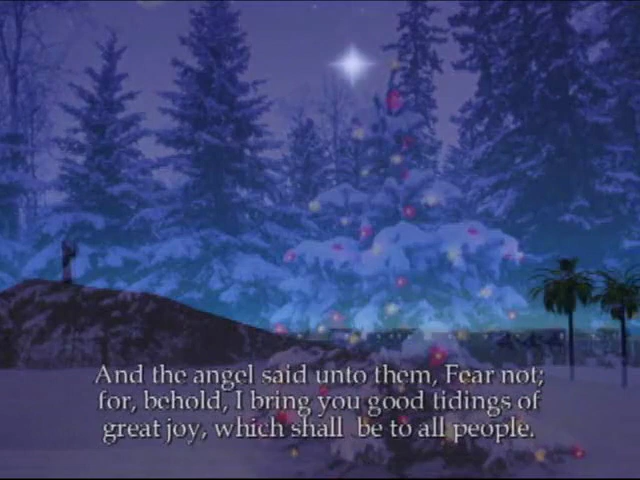 And the angel said unto them, Fear not;
for, behold, I bring you good tidings of
great joy, which shall be to all people.